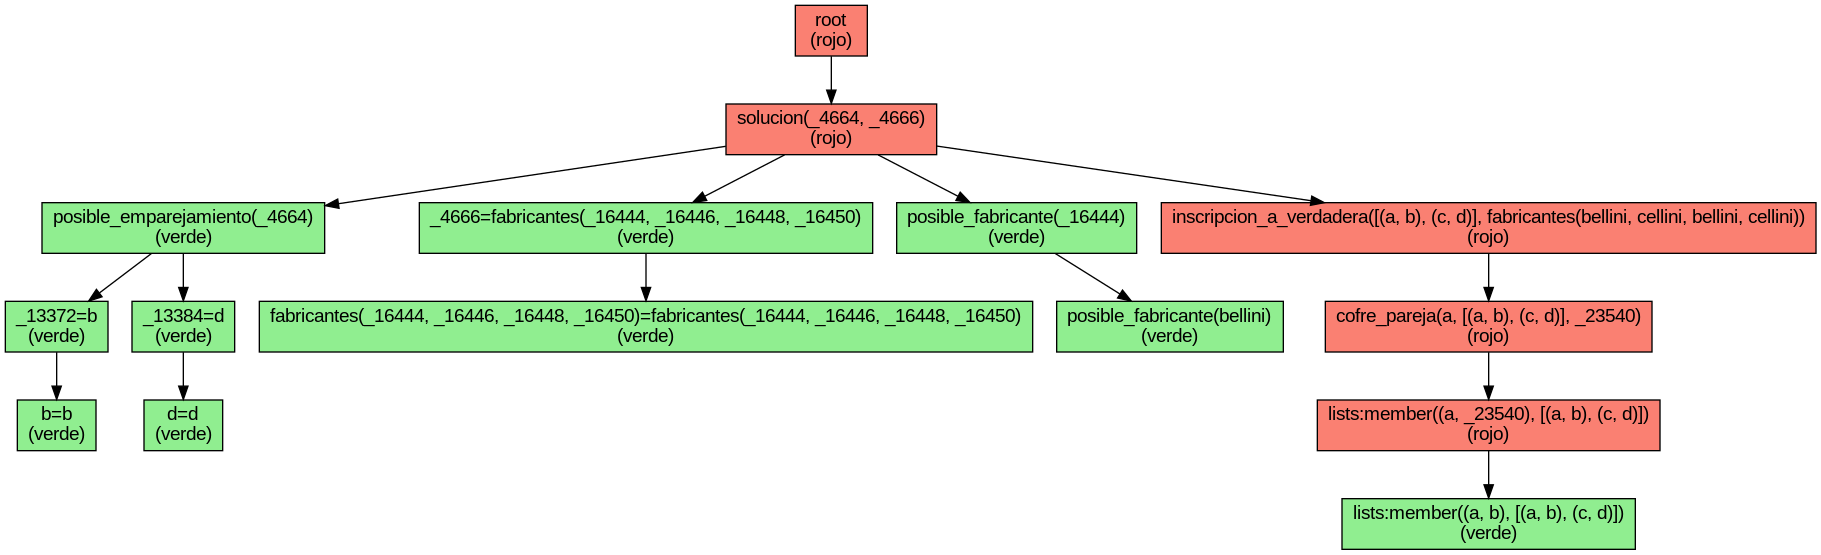 root
(rojo)
solucion(_4664, _4666)
(rojo)
posible_emparejamiento(_4664)
(verde)
_4666=fabricantes(_16444, _16446, _16448, _16450)
(verde)
posible_fabricante(_16444)
(verde)
inscripcion_a_verdadera([(a, b), (c, d)], fabricantes(bellini, cellini, bellini, cellini))
(rojo)
_13372=b
(verde)
_13384=d
(verde)
fabricantes(_16444, _16446, _16448, _16450)=fabricantes(_16444, _16446, _16448, _16450)
(verde)
posible_fabricante(bellini)
(verde)
cofre_pareja(a, [(a, b), (c, d)], _23540)
(rojo)
b=b
(verde)
d=d
(verde)
lists:member((a, _23540), [(a, b), (c, d)])
(rojo)
lists:member((a, b), [(a, b), (c, d)])
(verde)